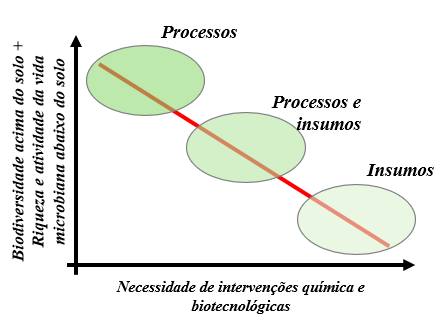 Processos
Processos e
insumos
Insumos
Biodiversidade acima do solo +
Riqueza e atividade da vida
microbiana abaixo do solo
Necessidade de intervenções química e
biotecnológicas